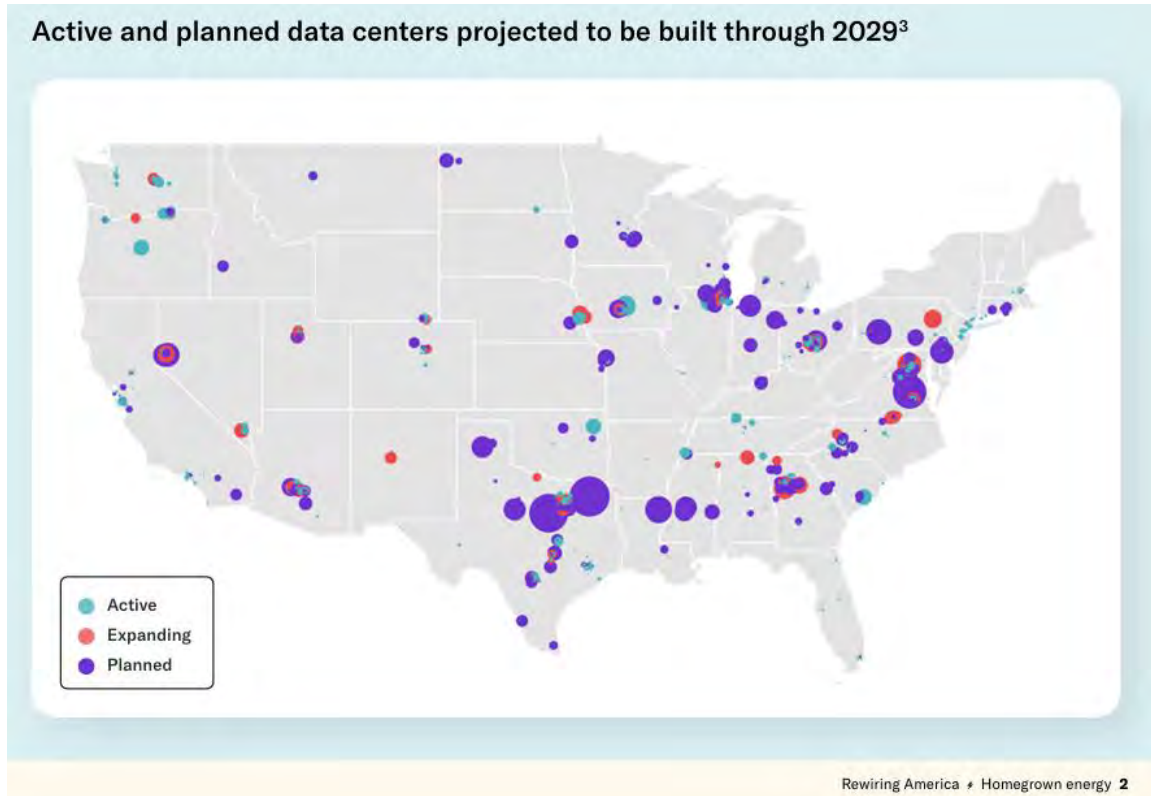 Active and planned data centers projected to be built through 2029³
Active
Expanding
Planned
Rewiring America ⚡ Homegrown energy 2